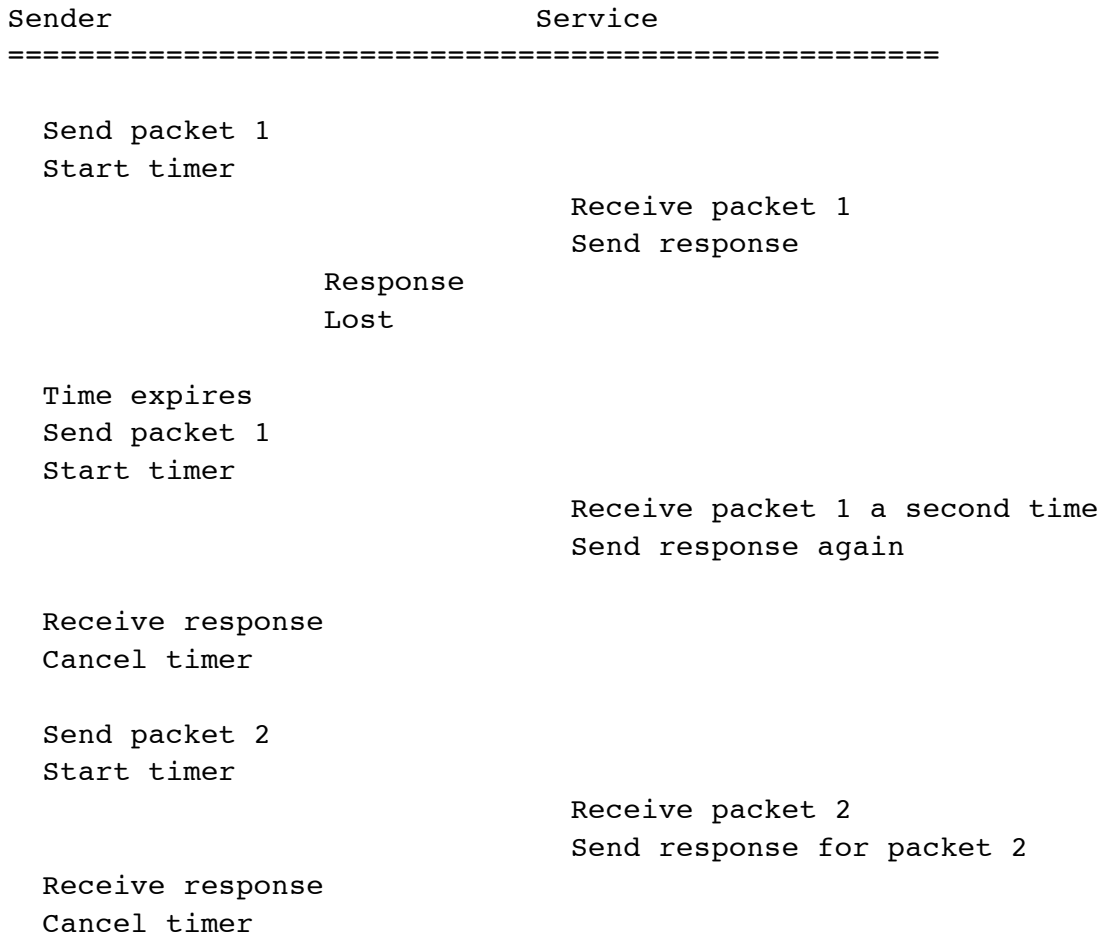 Sender Service
=====================================================
Send packet 1
Start timer
Receive packet 1
Send response
Response
Lost
Time expires
Send packet 1
Start timer
Receive packet 1 a second time
Send response again
Receive response
Cancel timer
Send packet 2
Start timer
Receive packet 2
Send response for packet 2
Receive response
Cancel timer